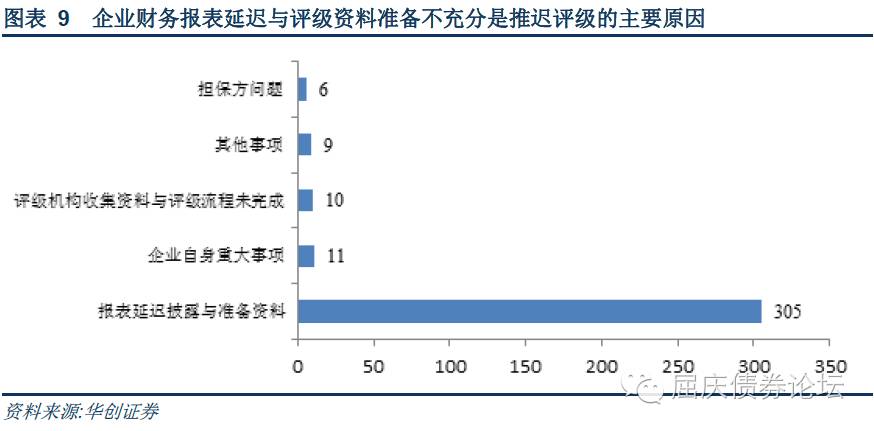 图表 9 企业财务报表延迟与评级资料准备不充分是推迟评级的主要原因
担保方问题 6
其他事项 9
评级机构收集资料与评级流程未完成 10
企业自身重大事项 11
报表延迟披露与准备资料 305
0 50 100 150 200 250 300 350
屈庆债券论坛
资料来源:华创证券